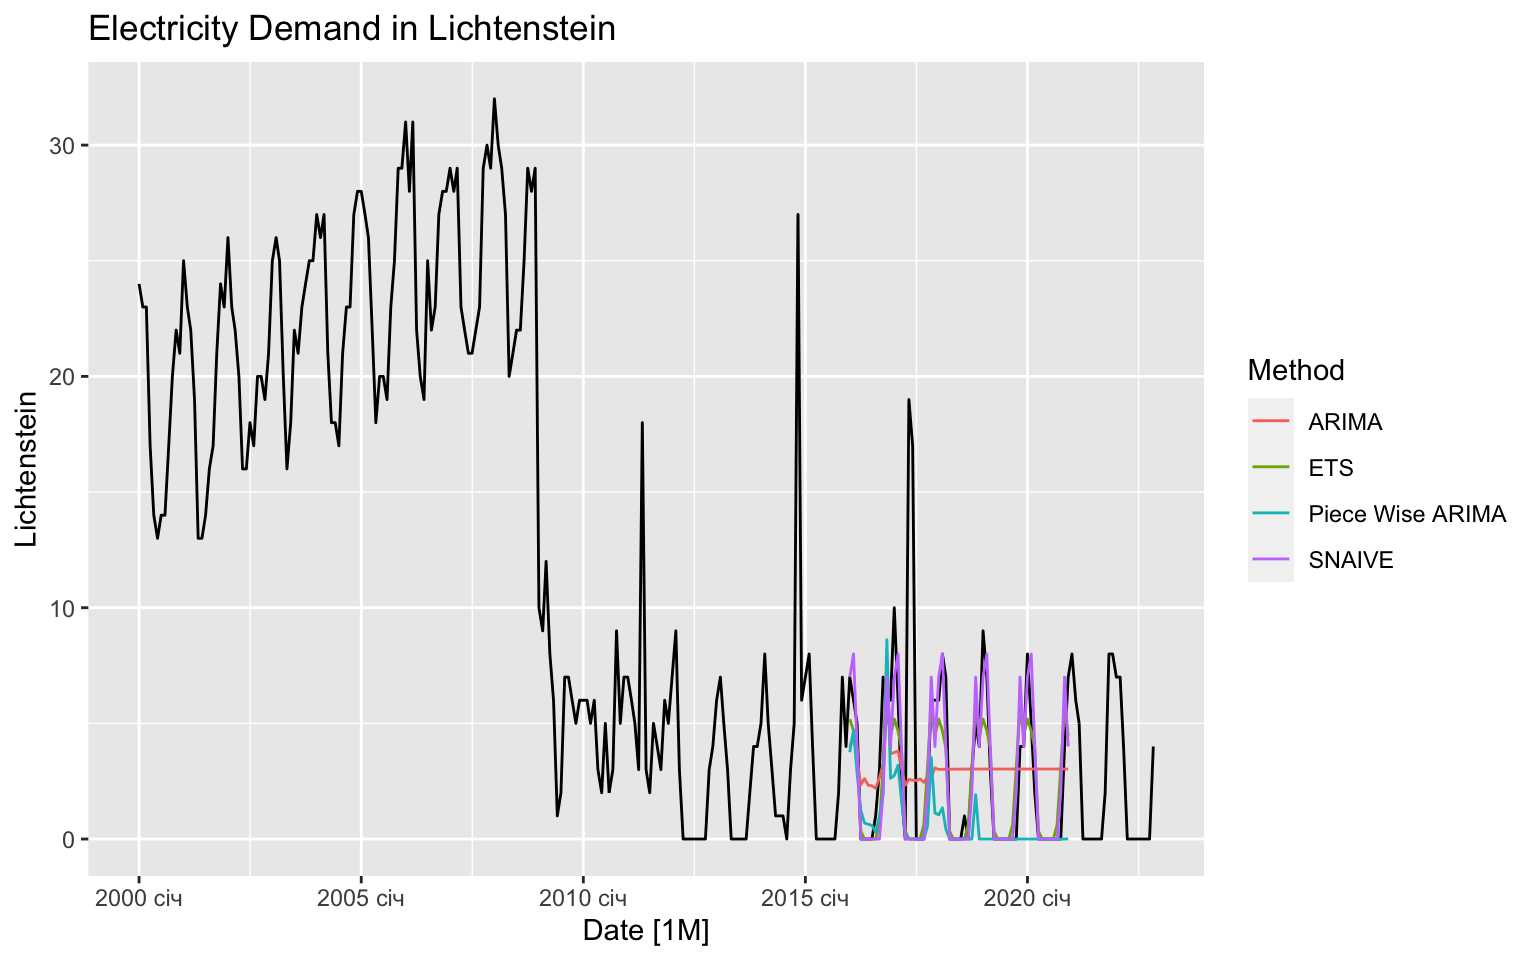 Electricity Demand in Lichtenstein
Lichtenstein
30
20
10
0
2000 січ
2005 січ
2010 січ
2015 січ
2020 січ
Date [1M]
Method
ARIMA
ETS
Piece Wise ARIMA
SNAIVE